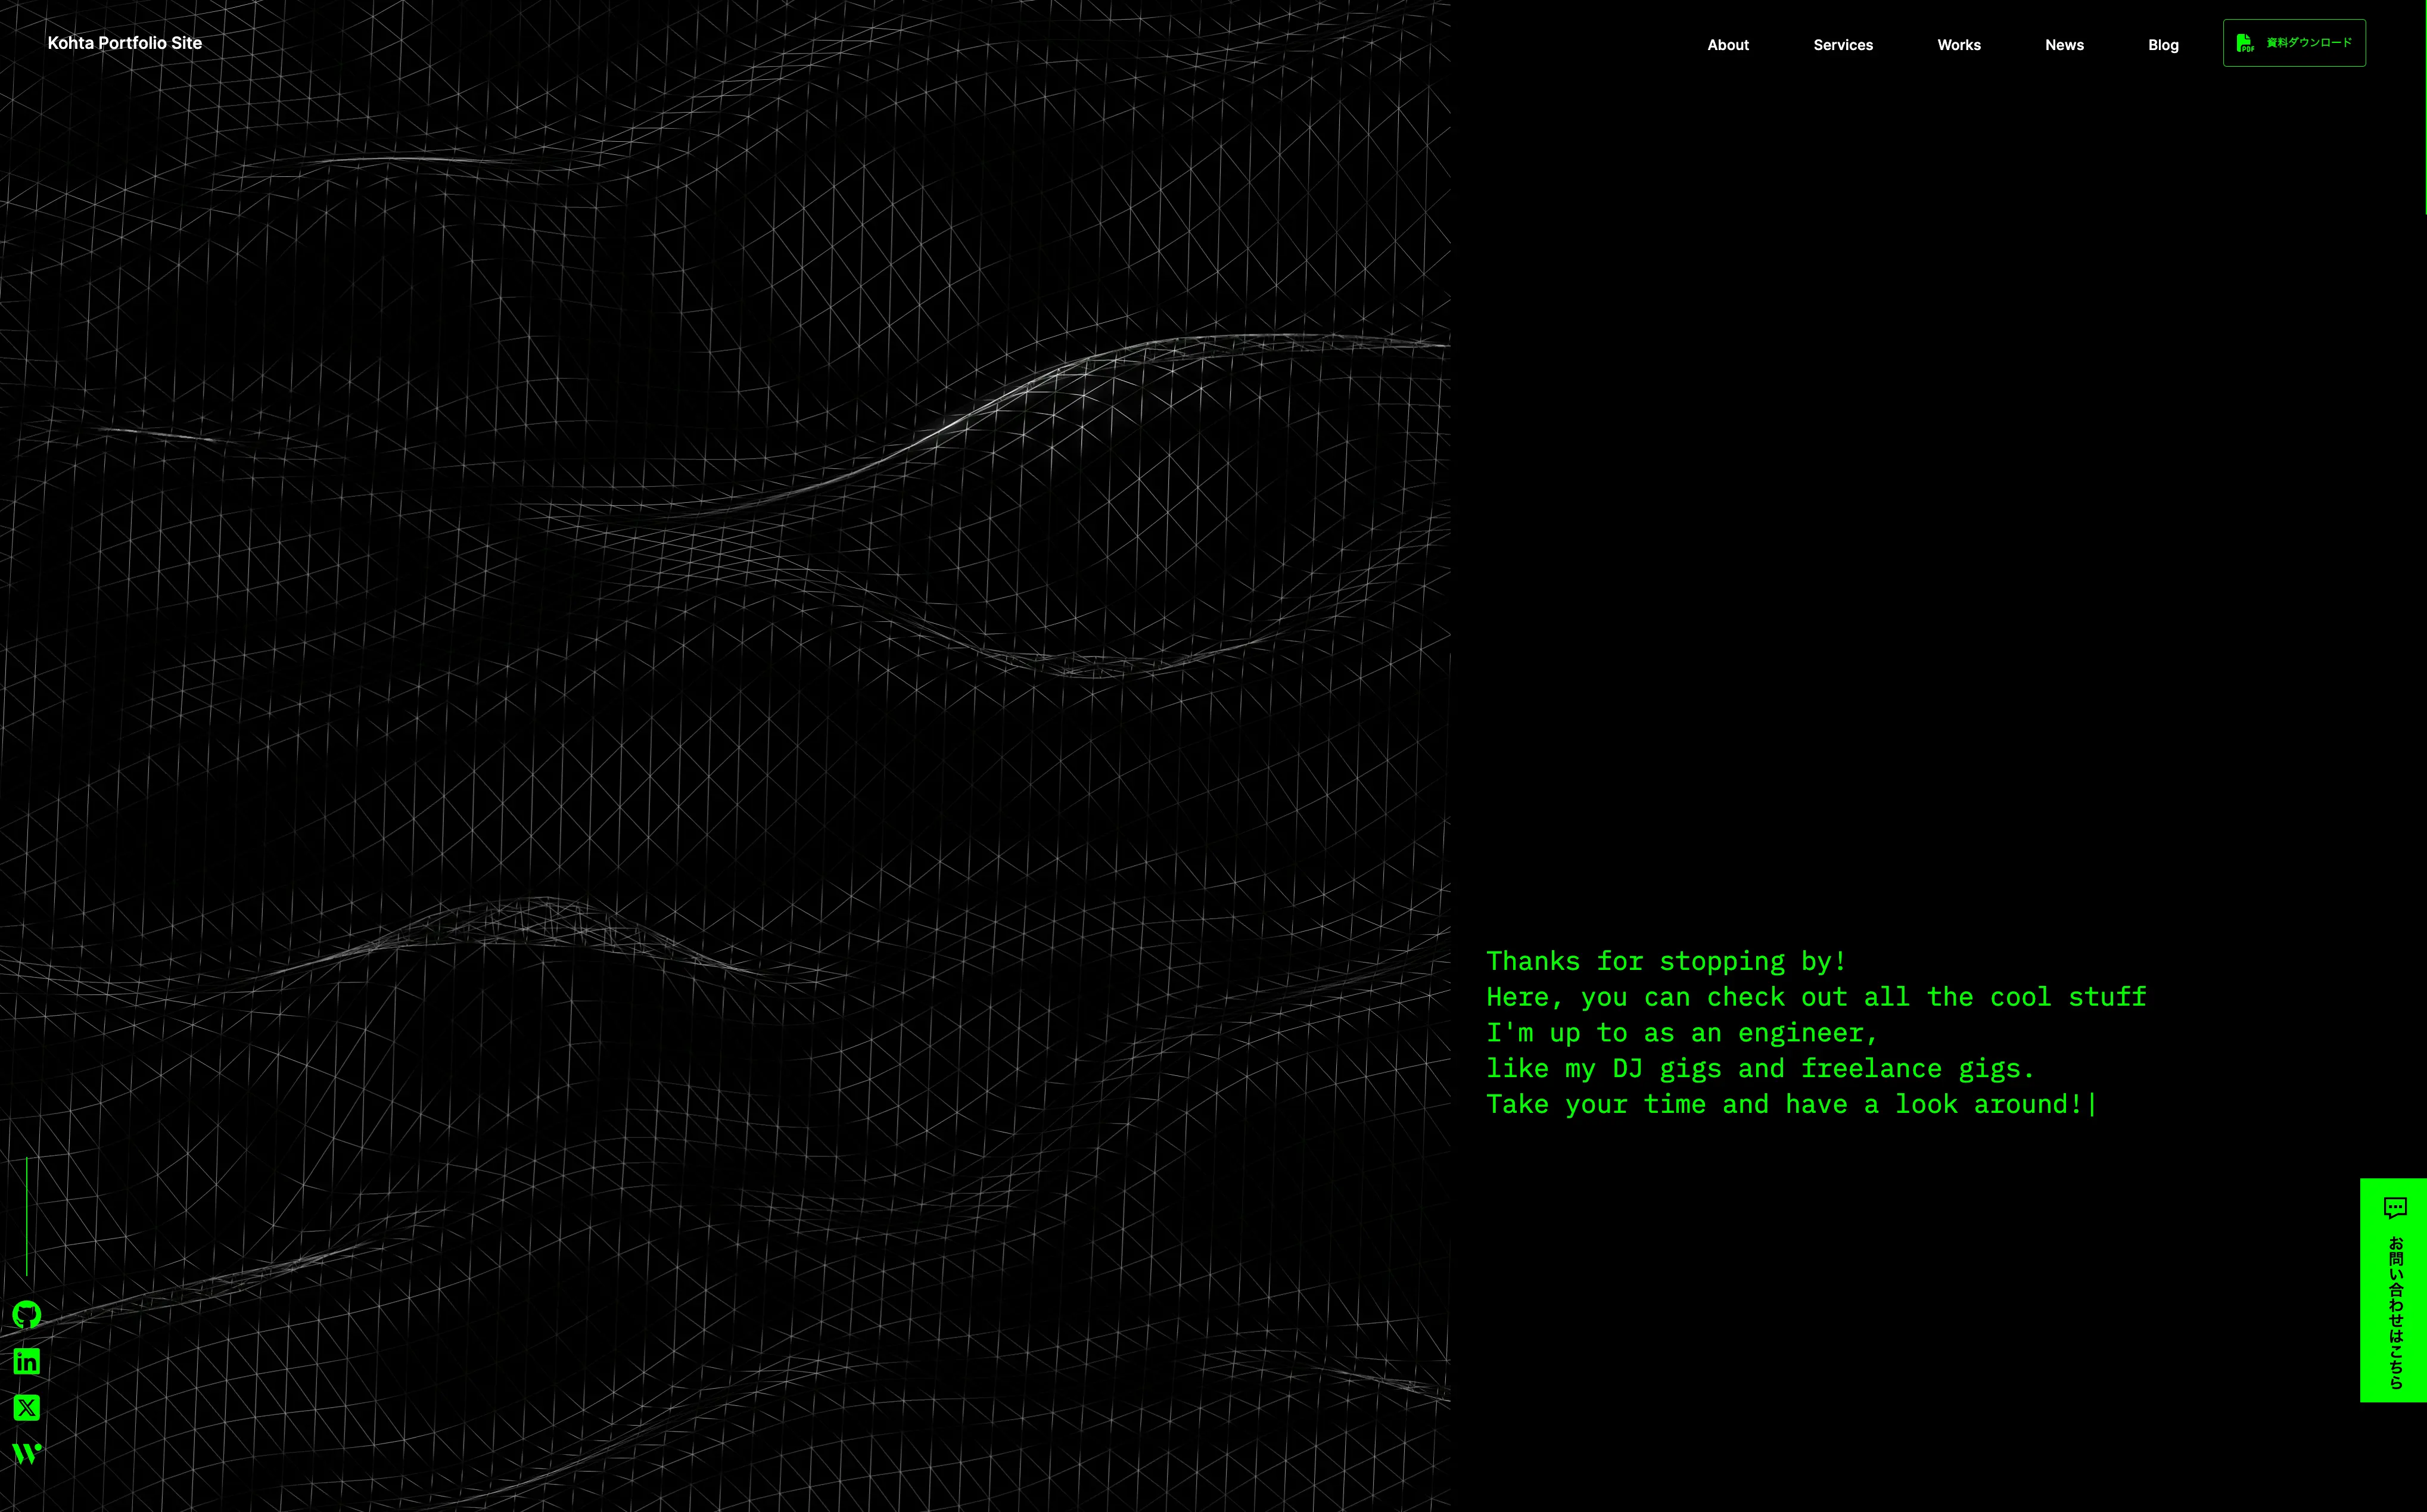 Kohta Portfolio Site
About
Services
Works
News
Blog
PDF
資料ダウンロード
Thanks for stopping by!
Here, you can check out all the cool stuff
I'm up to as an engineer,
like my DJ gigs and freelance gigs.
Take your time and have a look around!|
お問い合わせはこちら
in
X
W